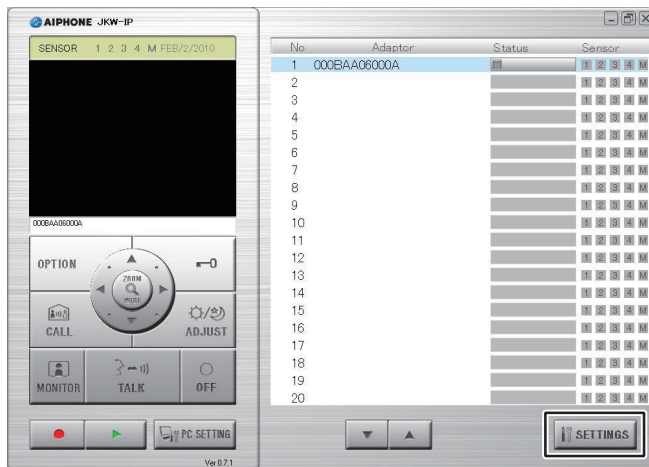 AIPHONE JKW-IP
SENSOR 1 2 3 4 M FEB/2/2010
000BAA06000A
OPTION
ZOOM
WIDE
CALL
ADJUST
MONITOR
TALK
OFF
PC SETTING
Ver 0.7.1
No Adaptor Status Sensor
1 000BAA06000A 1 2 3 4 M
2 1 2 3 4 M
3 1 2 3 4 M
4 1 2 3 4 M
5 1 2 3 4 M
6 1 2 3 4 M
7 1 2 3 4 M
8 1 2 3 4 M
9 1 2 3 4 M
10 1 2 3 4 M
11 1 2 3 4 M
12 1 2 3 4 M
13 1 2 3 4 M
14 1 2 3 4 M
15 1 2 3 4 M
16 1 2 3 4 M
17 1 2 3 4 M
18 1 2 3 4 M
19 1 2 3 4 M
20 1 2 3 4 M
SETTINGS